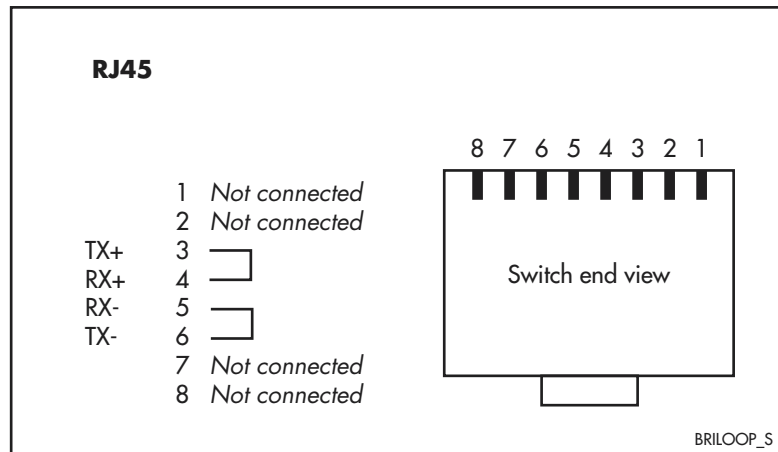 RJ45
8 7 6 5 4 3 2 1
1 Not connected
2 Not connected
TX+ 3
RX+ 4
RX- 5
TX- 6
7 Not connected
8 Not connected
Switch end view
BRILOOP_S